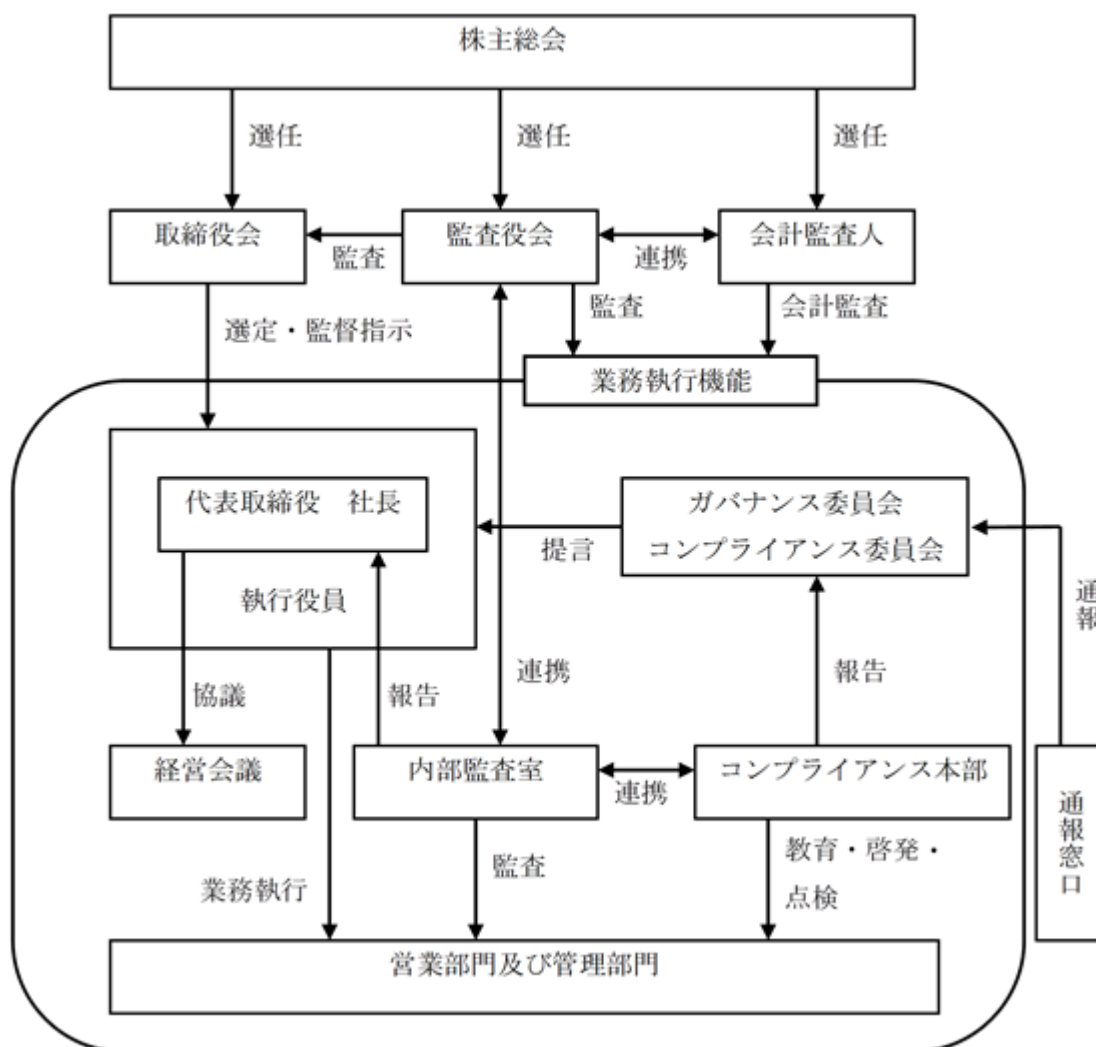 株主総会
選任
選任
選任
取締役会
監査
監査役会
連携
会計監査人
選定・監督指示
監査
会計監査
業務執行機能
代表取締役　社長
執行役員
提言
ガバナンス委員会
コンプライアンス委員会
通報
協議
報告
連携
報告
経営会議
内部監査室
連携
コンプライアンス本部
通報窓口
業務執行
監査
教育・啓発・
点検
営業部門及び管理部門